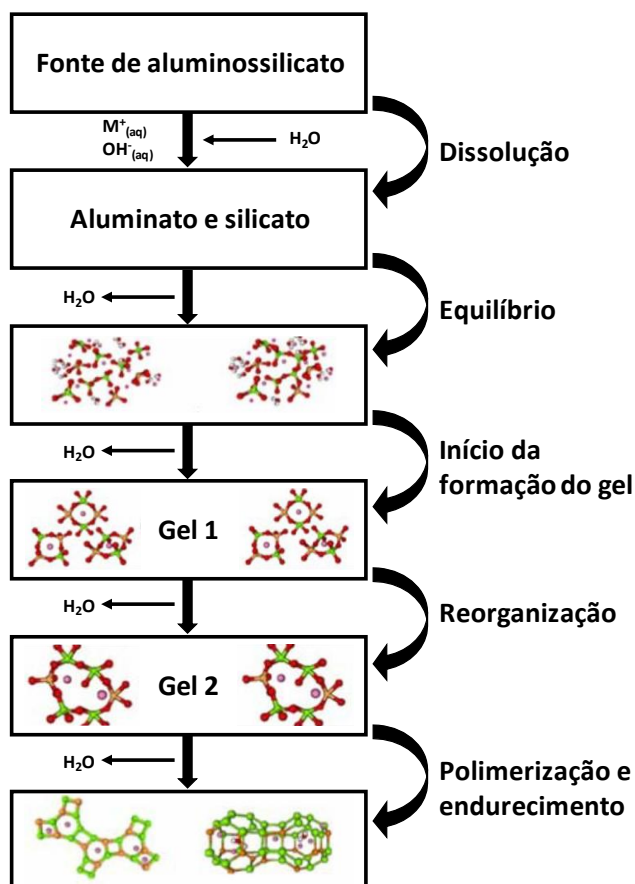 Fonte de aluminossilicato
M⁺(aq)
OH⁻(aq)
H₂O
Dissolução
Aluminato e silicato
H₂O
Equilíbrio
H₂O
Início da
formação do gel
Gel 1
H₂O
Reorganização
Gel 2
H₂O
Polimerização e
endurecimento